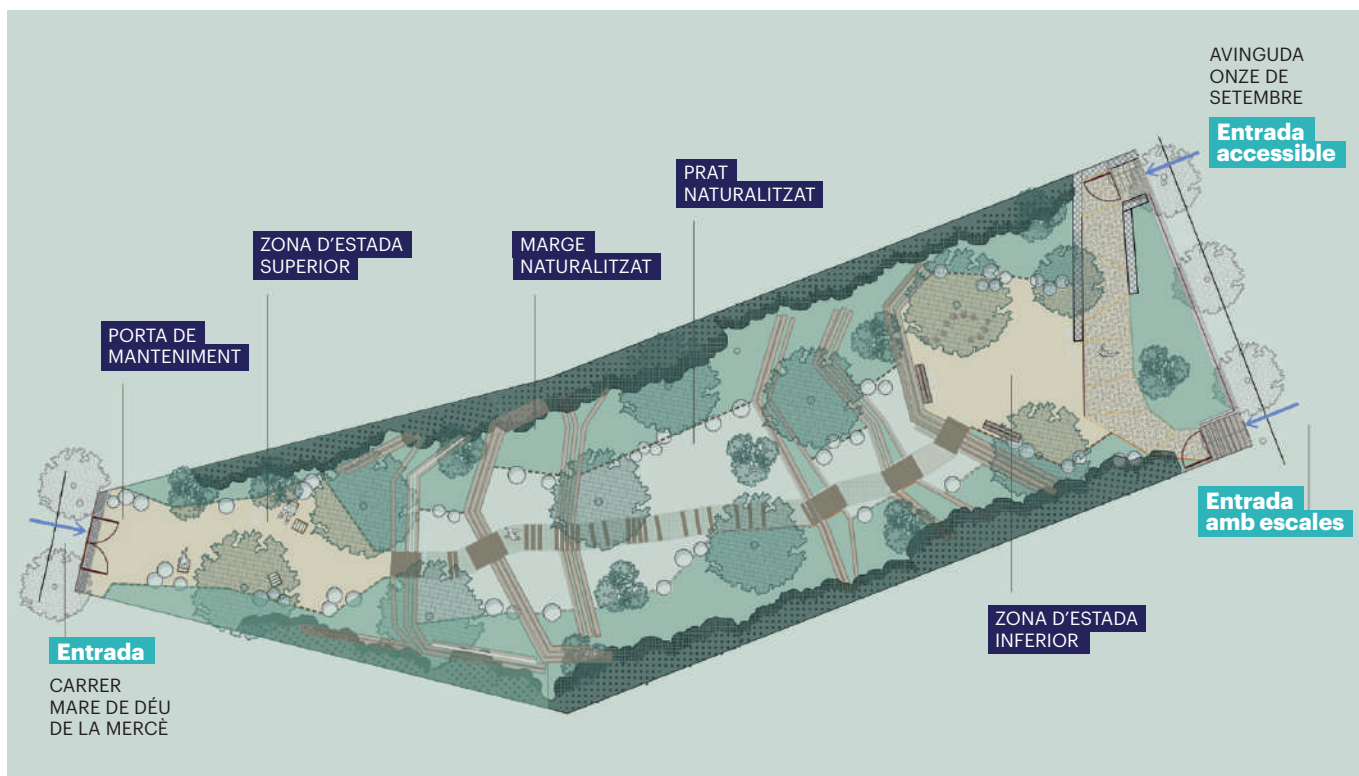 AVINGUDA
ONZE DE
SETEMBRE
Entrada
accessible
PRAT
NATURALITZAT
ZONA D'ESTADA
SUPERIOR
MARGE
NATURALITZAT
PORTA DE
MANTENIMENT
Entrada
amb escales
ZONA D'ESTADA
INFERIOR
Entrada
CARRER
MARE DE DÉU
DE LA MERCÈ